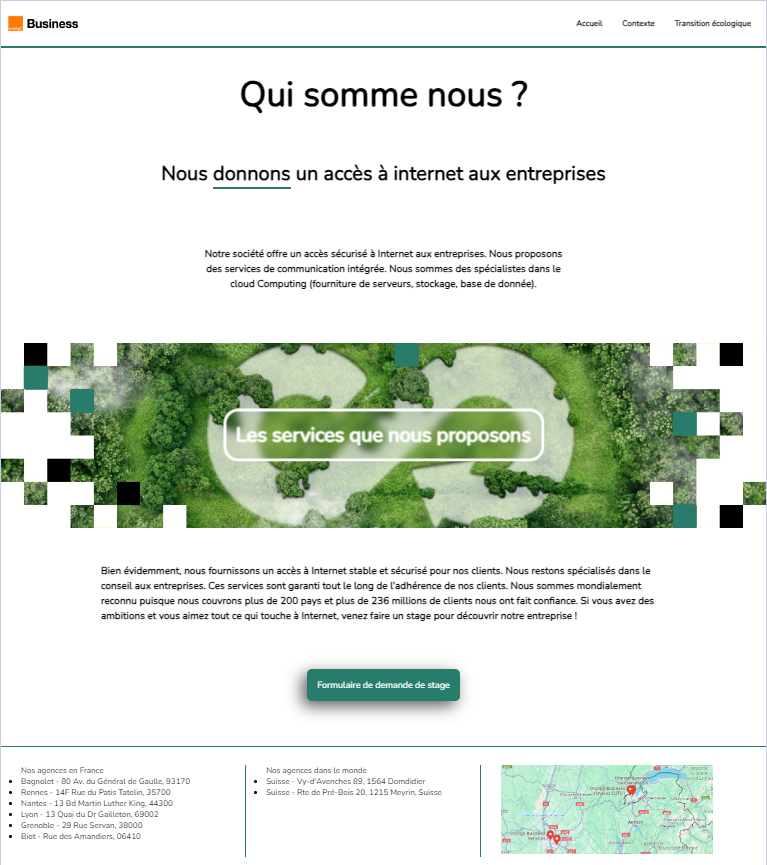 Business
Accueil Contexte Transition écologique
Qui somme nous ?
Nous donnons un accès à internet aux entreprises
Notre société offre un accès sécurisé à Internet aux entreprises. Nous proposons
des services de communication intégrée. Nous sommes des spécialistes dans le
cloud Computing (fourniture de serveurs, stockage, base de donnée).
Les services que nous proposons
Bien évidemment, nous fournissons un accès à Internet stable et sécurisé pour nos clients. Nous restons spécialisés dans le
conseil aux entreprises. Ces services sont garanti tout le long de l'adhérence de nos clients. Nous sommes mondialement
reconnu puisque nous couvrons plus de 200 pays et plus de 236 millions de clients nous ont fait confiance. Si vous avez des
ambitions et vous aimez tout ce qui touche à Internet, venez faire un stage pour découvrir notre entreprise !
Formulaire de demande de stage
Nos agences en France
Bagnolet - 80 Av. du Général de Gaulle, 93170
Rennes - 14F Rue du Patis Tatelin, 35700
Nantes - 13 Bd Martin Luther King, 44300
Lyon - 13 Quai du Dr Gailleton, 69002
Grenoble - 29 Rue Servan, 38000
Biot - Rue des Amandiers, 06410
Nos agences dans le monde
Suisse - Vy-d'Avenches 89, 1564 Domdidier
Suisse - Rte de Pré-Bois 20, 1215 Meyrin, Suisse
Orange Business
Annecy
Orange Business